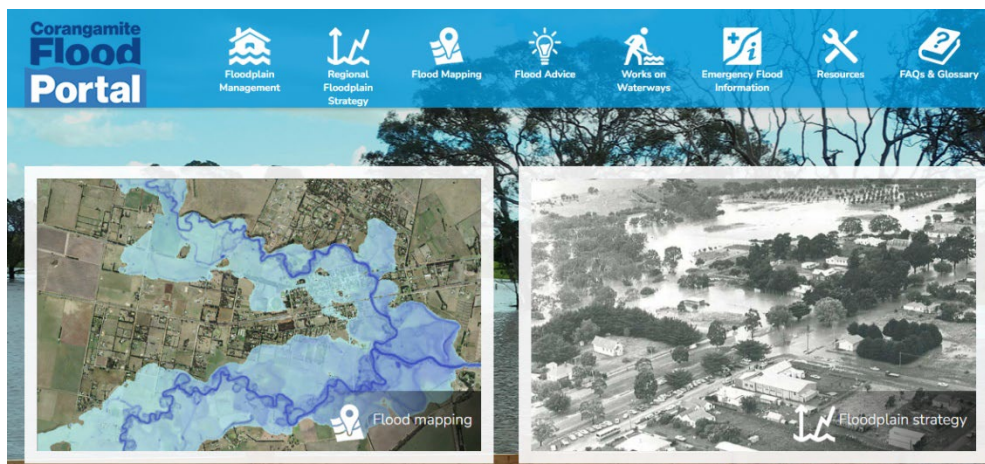 Corangamite
Flood
Portal
Floodplain
Management
Regional
Floodplain
Strategy
Flood Mapping
Flood Advice
Works on
Waterways
Emergency Flood
Information
Resources
FAQs & Glossary
Flood mapping
Floodplain strategy